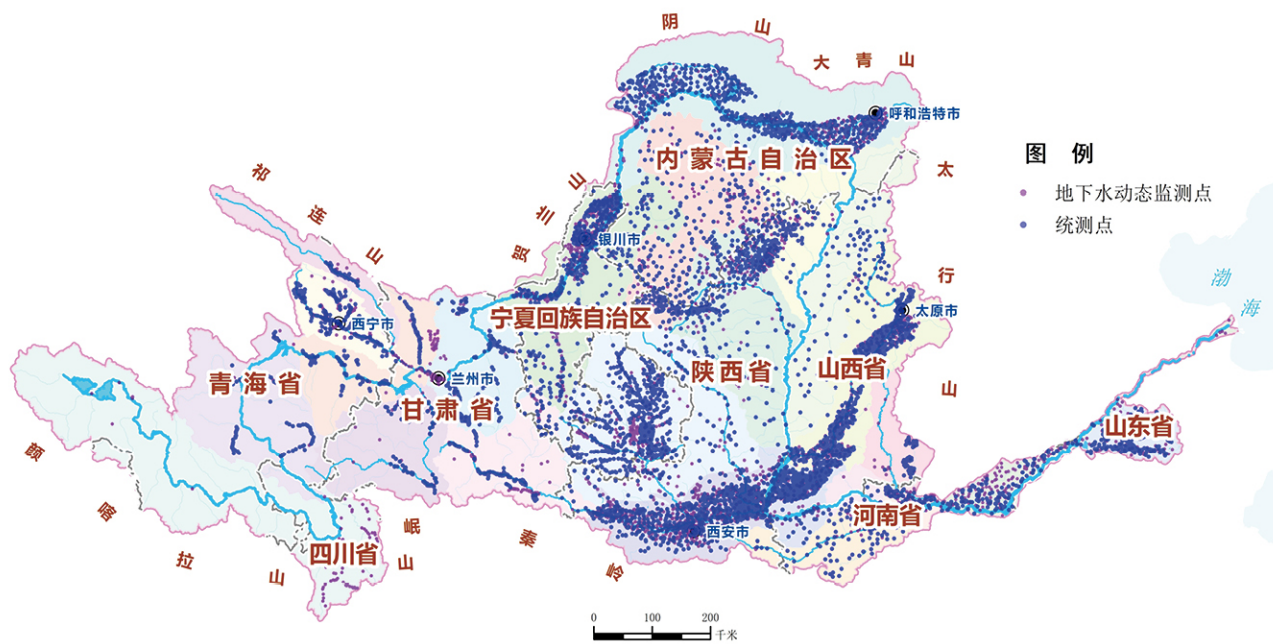 阴山
大青山
呼和浩特市
内蒙古自治区
太行山
图 例
地下水动态监测点
统测点
祁连山
贺兰山
银川市
渤海
宁夏回族自治区
太原市
西宁市
青海省
兰州市
甘肃省
陕西省
山西省
山东省
河南省
西安市
四川省
巴颜喀拉山
岷山
秦岭
0 100 200
千米